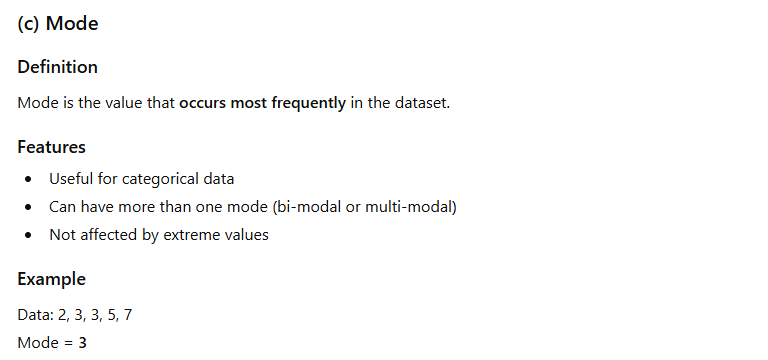 (c) Mode
Definition
Mode is the value that occurs most frequently in the dataset.
Features
• Useful for categorical data
• Can have more than one mode (bi-modal or multi-modal)
• Not affected by extreme values
Example
Data: 2, 3, 3, 5, 7
Mode = 3